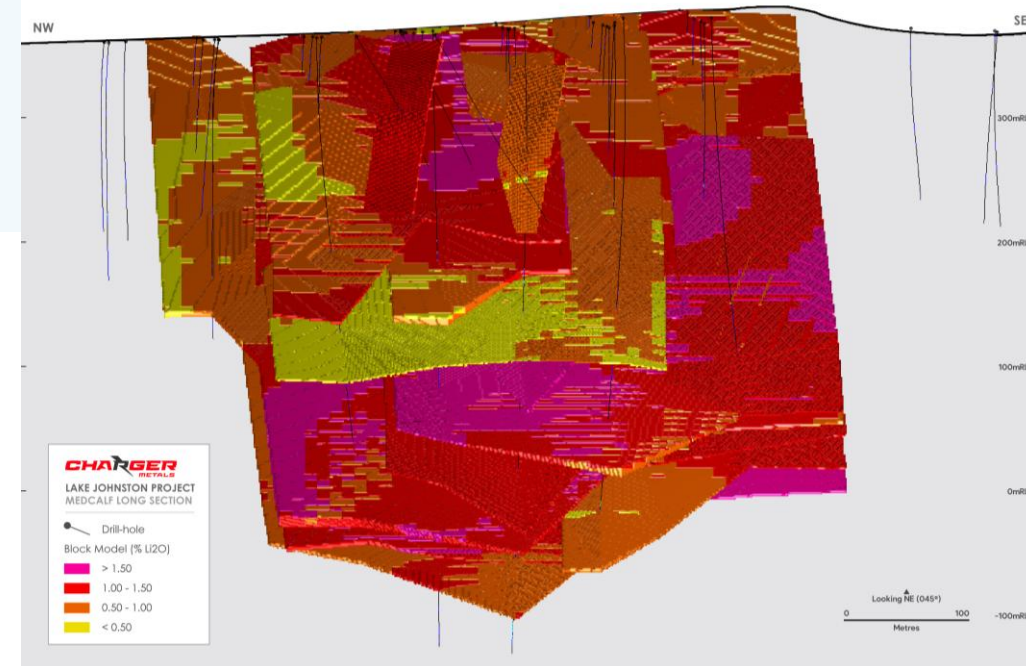 NW
SE
300mRL
200mRL
100mRL
0mRL
-100mRL
CHARGER
METALS
LAKE JOHNSTON PROJECT
MEDCALF LONG SECTION
Drill-hole
Block Model (% Li2O)
> 1.50
1.00 - 1.50
0.50 - 1.00
< 0.50
Looking NE (045°)
0 100
Metres